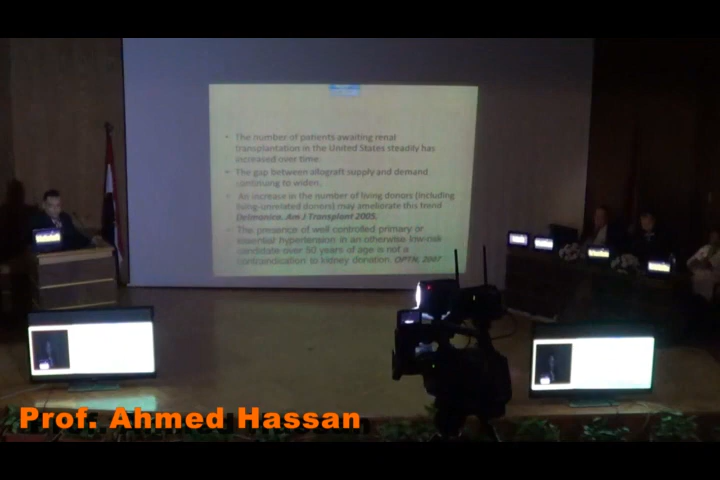 • The number of patients awaiting renal
transplantation in the United States steadily has
increased over time.
• The gap between allograft supply and demand
continuing to widen.
• An increase in the number of living donors (including
living-unrelated donors) may ameliorate this trend
Delmonico. Am J Transplant 2005.
• The presence of well controlled primary or
essential hypertension in an otherwise low-risk
candidate over 50 years of age is not a
contraindication to kidney donation. OPTN, 2007
Prof. Ahmed Hassan